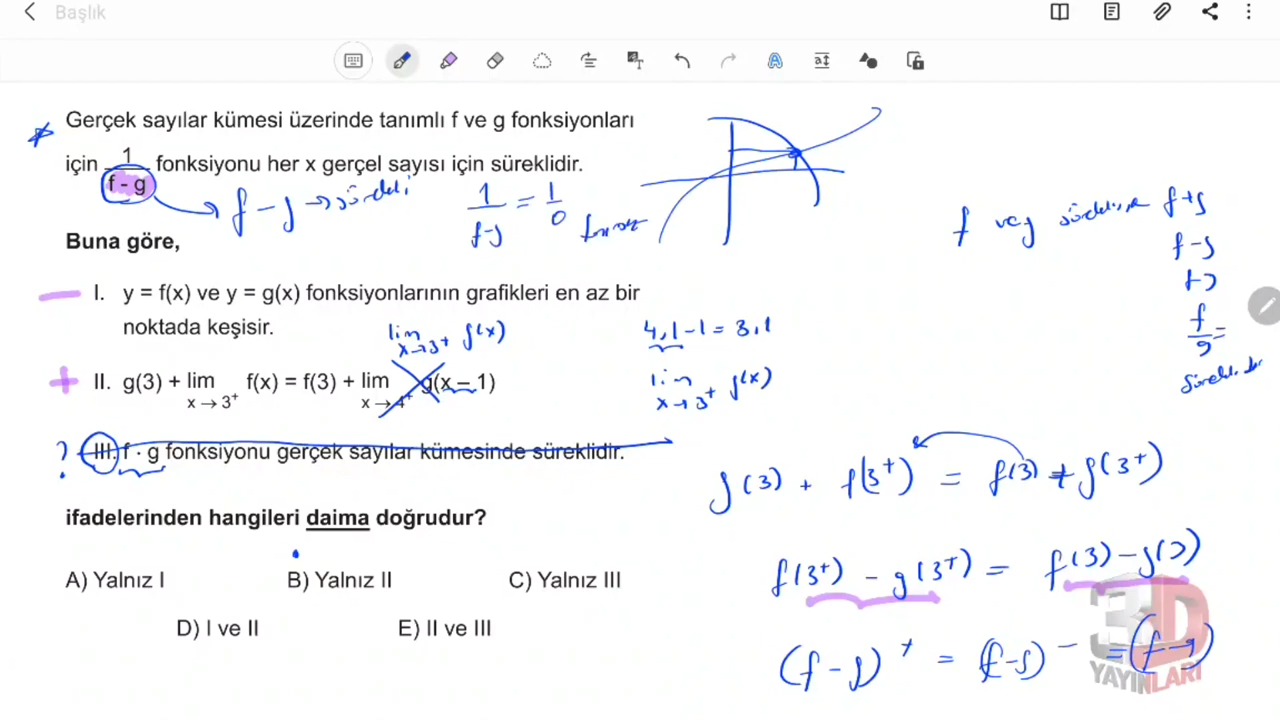 Başlık
Gerçek sayılar kümesi üzerinde tanımlı f ve g fonksiyonları
için 1/(f - g) fonksiyonu her x gerçel sayısı için süreklidir.
f - g → sürekli
1/(f-g) = 1/0
f ve g
f+g
f-g
f/g =
Buna göre,
I. y = f(x) ve y = g(x) fonksiyonlarının grafikleri en az bir
noktada keşisir.
lim x→3⁺ g(x)
4,1-1 = 3,1
II. g(3) + lim x → 3⁺ f(x) = f(3) + lim x → 4⁺ g(x – 1)
lim x→3⁺ g(x)
? III. f · g fonksiyonu gerçek sayılar kümesinde süreklidir.
g(3) + f(3⁺) = f(3) + g(3⁺)
ifadelerinden hangileri daima doğrudur?
f(3⁺) - g(3⁺) = f(3) - g(3)
A) Yalnız I B) Yalnız II C) Yalnız III
D) I ve II E) II ve III
(f-g)⁺ = (f-g)⁻ = (f-g)
3D
YAYINLARI